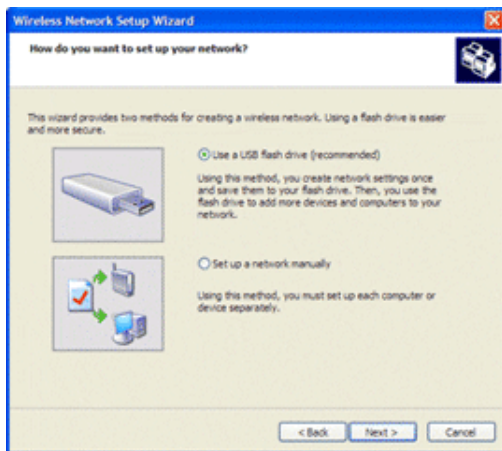 Wireless Network Setup Wizard
How do you want to set up your network?
This wizard provides two methods for creating a wireless network. Using a flash drive is easier
and more secure.
Use a USB flash drive (recommended)
Using this method, you create network settings once
and save them to your flash drive. Then, you use the
flash drive to add more devices and computers to your
network.
Set up a network manually
Using this method, you must set up each computer or
device separately.
< Back
Next >
Cancel